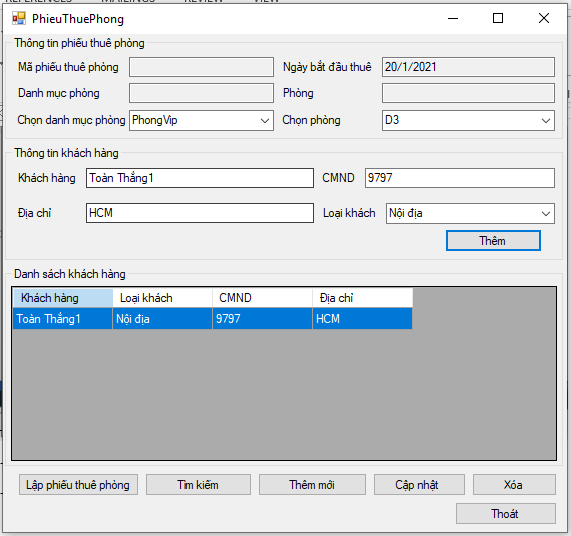 REFERENCES MAILINGS REVIEW VIEW
PhieuThuePhong
Thông tin phiếu thuê phòng
Mã phiếu thuê phòng Ngày bắt đầu thuê 20/1/2021
Danh mục phòng Phòng
Chọn danh mục phòng PhongVip Chọn phòng D3
Thông tin khách hàng
Khách hàng Toàn Thắng1 CMND 9797
Địa chỉ HCM Loại khách Nội địa
Thêm
Danh sách khách hàng
Khách hàng Loại khách CMND Địa chỉ
Toàn Thắng1 Nội địa 9797 HCM
Lập phiếu thuê phòng Tìm kiếm Thêm mới Cập nhật Xóa
Thoát